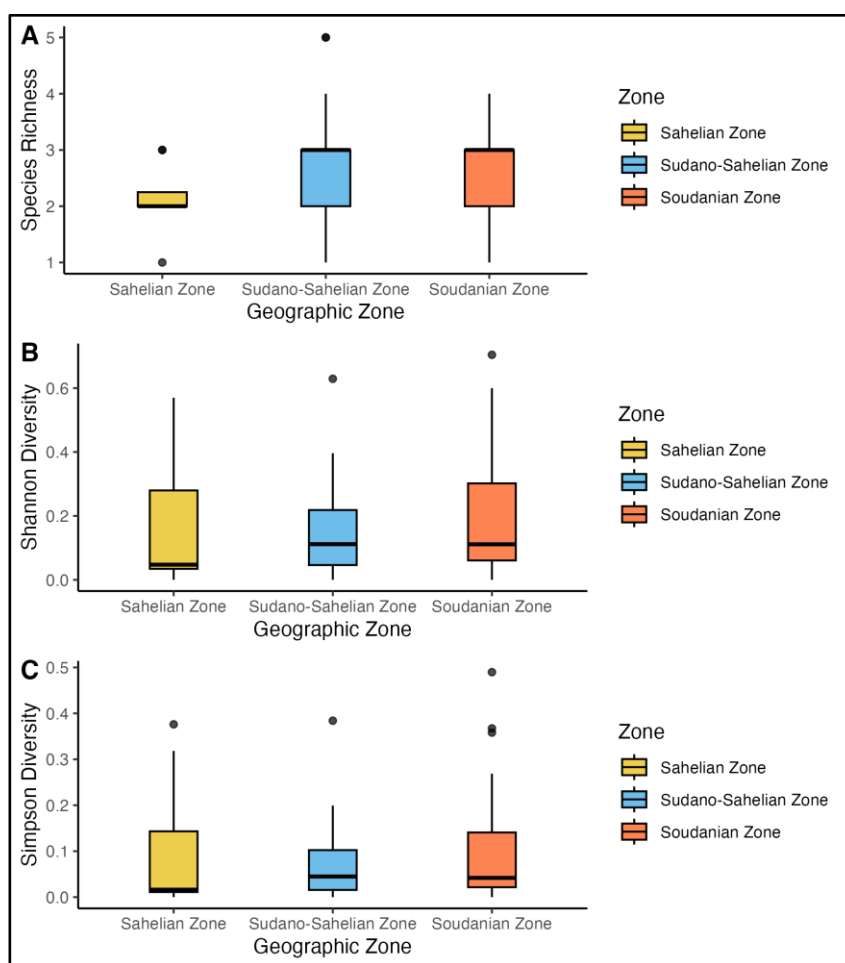 A
Species Richness
5
4
3
2
1
Sahelian Zone
Sudano-Sahelian Zone
Soudanian Zone
Geographic Zone
Zone
Sahelian Zone
Sudano-Sahelian Zone
Soudanian Zone
B
Shannon Diversity
0.6
0.4
0.2
0.0
Sahelian Zone
Sudano-Sahelian Zone
Soudanian Zone
Geographic Zone
Zone
Sahelian Zone
Sudano-Sahelian Zone
Soudanian Zone
C
Simpson Diversity
0.5
0.4
0.3
0.2
0.1
0.0
Sahelian Zone
Sudano-Sahelian Zone
Soudanian Zone
Geographic Zone
Zone
Sahelian Zone
Sudano-Sahelian Zone
Soudanian Zone